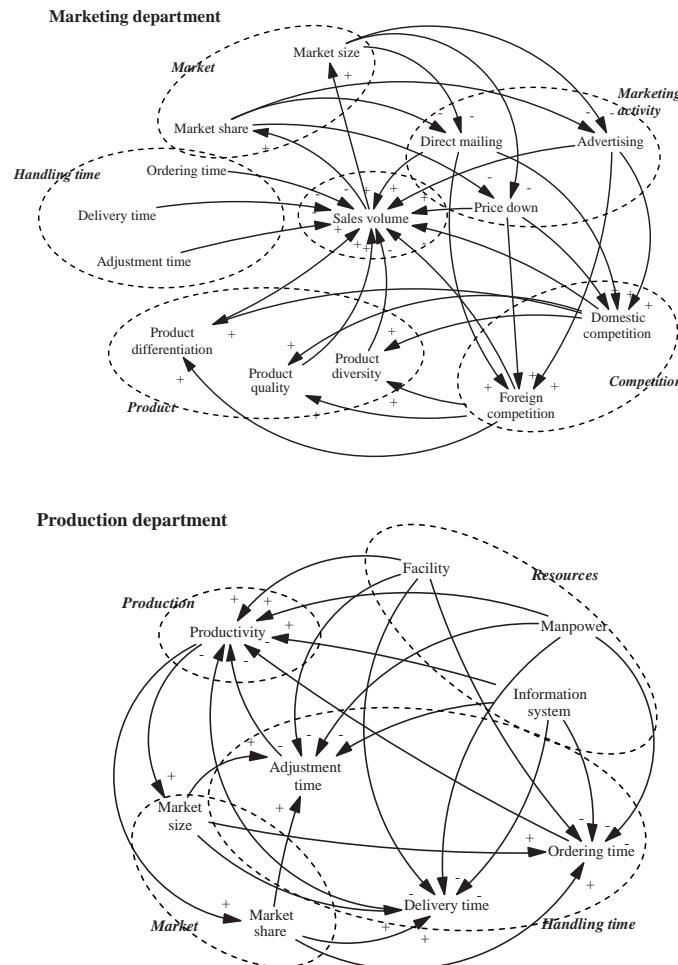 Marketing department
Market size
Market
+
Marketing
activity
-
-
-
-
Market share
+
Direct mailing
Advertising
Handling time
Ordering time
Delivery time
Adjustment time
Sales volume
Price down
-
-
-
-
-
+
+
+
+
+
+
+
Product
differentiation
+
+
Product
quality
+
+
Product
diversity
+
+
Product
Domestic
competition
+
+
+
Foreign
competition
+
+
+
Competition
Production department
Facility
Resources
Production
+
+
+
+
Productivity
-
-
-
-
Manpower
Information
system
Adjustment
time
+
-
-
-
-
+
Market
size
+
Ordering time
+
-
-
-
-
+
Delivery time
-
-
-
-
+
+
Market
share
+
Market
Handling time